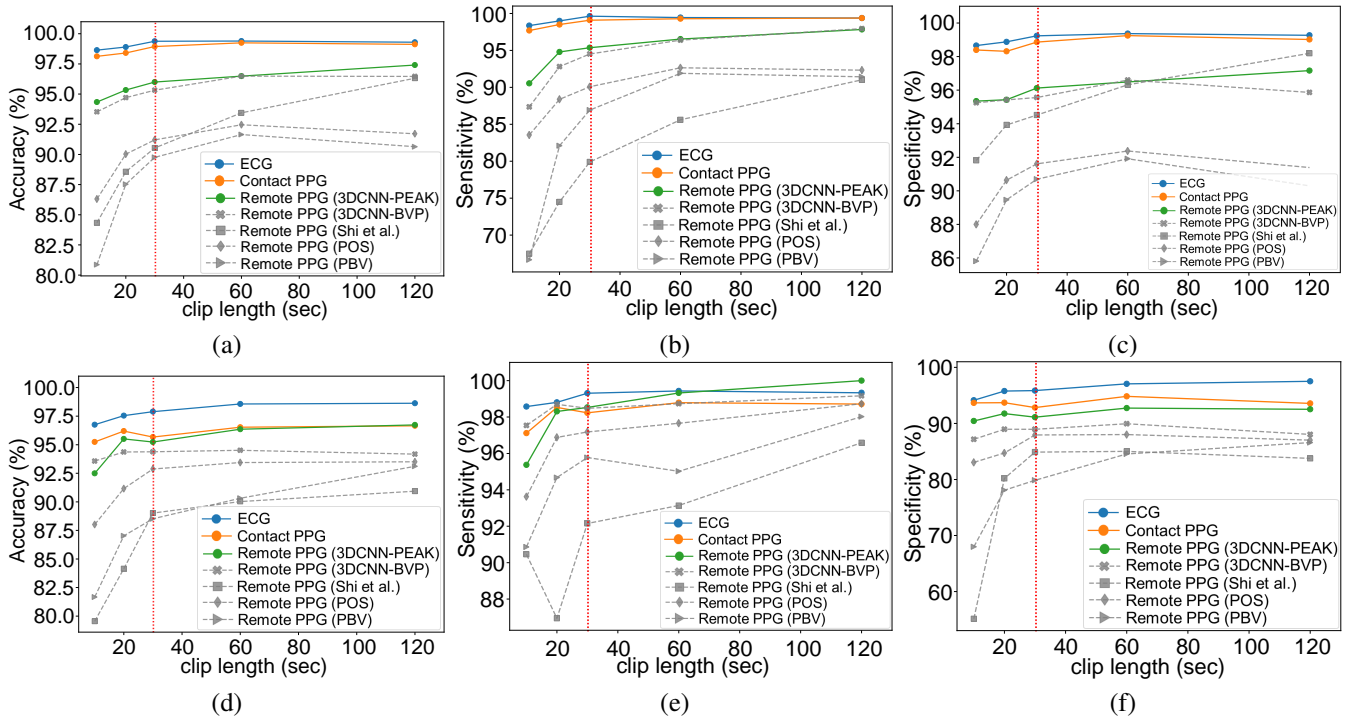 100.0
97.5
95.0
92.5
90.0
87.5
85.0
82.5
80.0
Accuracy (%)
ECG
Contact PPG
Remote PPG (3DCNN-PEAK)
Remote PPG (3DCNN-BVP)
Remote PPG (Shi et al.)
Remote PPG (POS)
Remote PPG (PBV)
20 40 60 80 100 120
clip length (sec)
(a)
100
95
90
85
80
75
70
Sensitivity (%)
ECG
Contact PPG
Remote PPG (3DCNN-PEAK)
Remote PPG (3DCNN-BVP)
Remote PPG (Shi et al.)
Remote PPG (POS)
Remote PPG (PBV)
20 40 60 80 100 120
clip length (sec)
(b)
100
98
96
94
92
90
88
86
Specificity (%)
ECG
Contact PPG
Remote PPG (3DCNN-PEAK)
Remote PPG (3DCNN-BVP)
Remote PPG (Shi et al.)
Remote PPG (POS)
Remote PPG (PBV)
20 40 60 80 100 120
clip length (sec)
(c)
100.0
97.5
95.0
92.5
90.0
87.5
85.0
82.5
80.0
Accuracy (%)
ECG
Contact PPG
Remote PPG (3DCNN-PEAK)
Remote PPG (3DCNN-BVP)
Remote PPG (Shi et al.)
Remote PPG (POS)
Remote PPG (PBV)
20 40 60 80 100 120
clip length (sec)
(d)
100
98
96
94
92
90
88
Sensitivity (%)
ECG
Contact PPG
Remote PPG (3DCNN-PEAK)
Remote PPG (3DCNN-BVP)
Remote PPG (Shi et al.)
Remote PPG (POS)
Remote PPG (PBV)
20 40 60 80 100 120
clip length (sec)
(e)
100
90
80
70
60
Specificity (%)
ECG
Contact PPG
Remote PPG (3DCNN-PEAK)
Remote PPG (3DCNN-BVP)
Remote PPG (Shi et al.)
Remote PPG (POS)
Remote PPG (PBV)
20 40 60 80 100 120
clip length (sec)
(f)